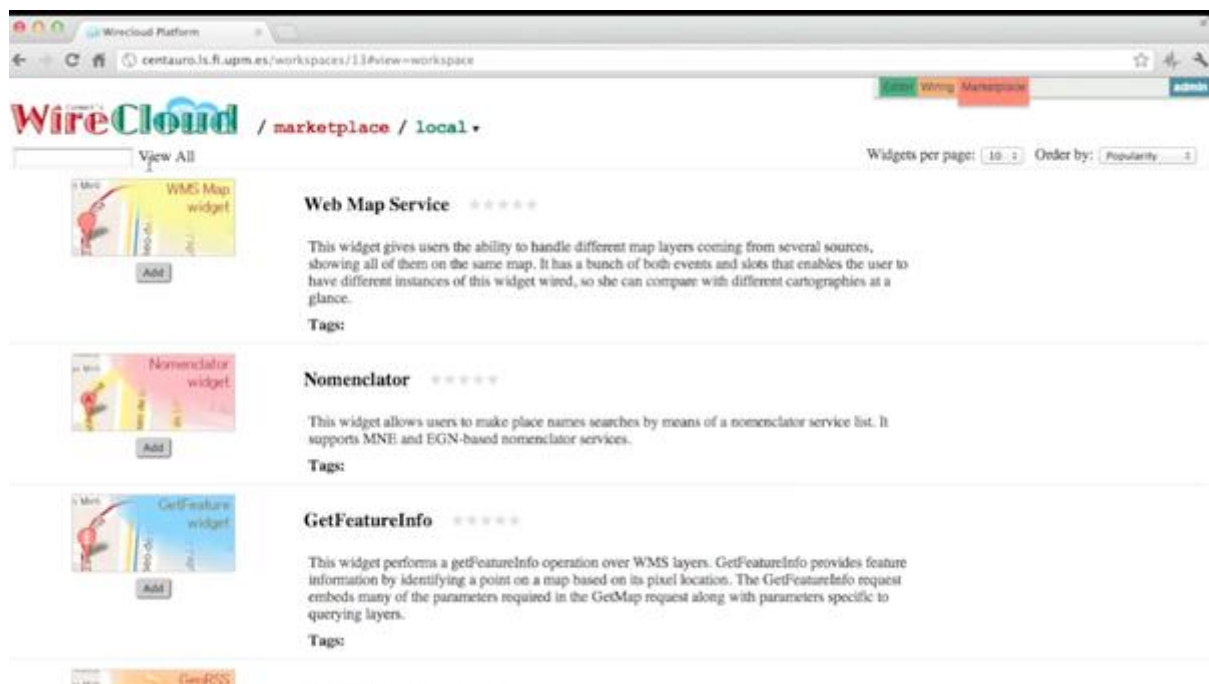 Wirecloud Platform
centauro.ls.fi.upm.es/workspaces/13#view=workspace
Editor Wiring Marketplace
admin
WireCloud / marketplace / local
View All
Widgets per page: 10 Order by: Popularity
WMS Map
widget
Add
Web Map Service
This widget gives users the ability to handle different map layers coming from several sources,
showing all of them on the same map. It has a bunch of both events and slots that enables the user to
have different instances of this widget wired, so she can compare with different cartographies at a
glance.
Tags:
Nomenclator
widget
Add
Nomenclator
This widget allows users to make place names searches by means of a nomenclator service list. It
supports MNE and EGN-based nomenclator services.
Tags:
GetFeature
widget
Add
GetFeatureInfo
This widget performs a getFeatureInfo operation over WMS layers. GetFeatureInfo provides feature
information by identifying a point on a map based on its pixel location. The GetFeatureInfo request
embeds many of the parameters required in the GetMap request along with parameters specific to
querying layers.
Tags:
GeoRSS